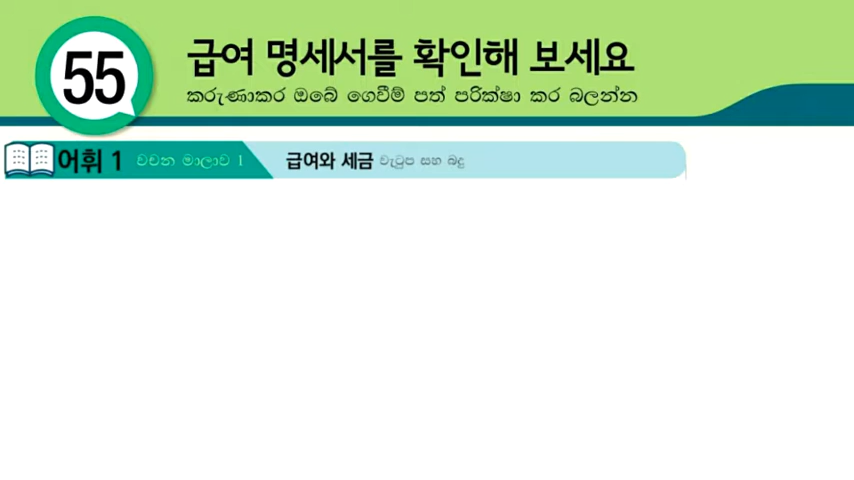 55
급여 명세서를 확인해 보세요
කරුණාකර ඔබේ ගෙවීම් පත් පරික්ෂා කර බලන්න
어휘 1 වචන මාලාව 1 급여와 세금 වැටුප සහ බදු